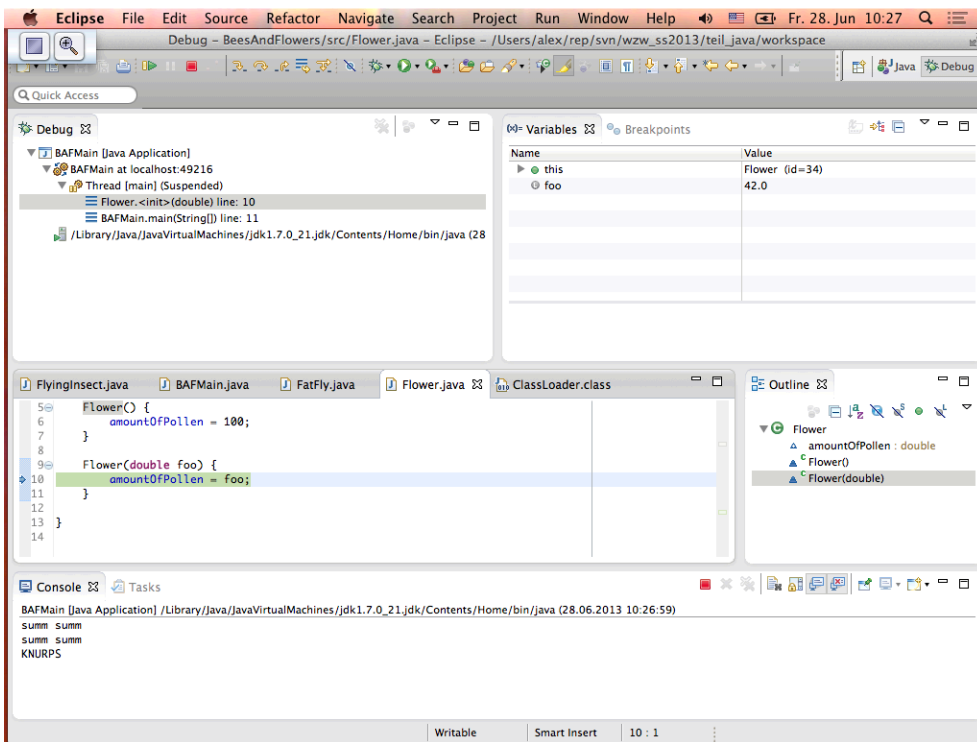 Eclipse File Edit Source Refactor Navigate Search Project Run Window Help Fr. 28. Jun 10:27
Debug – BeesAndFlowers/src/Flower.java – Eclipse – /Users/alex/rep/svn/wzw_ss2013/teil_java/workspace
Java Debug
Quick Access
Debug
(x)= Variables Breakpoints
BAFMain [Java Application]
BAFMain at localhost:49216
Thread [main] (Suspended)
Flower.<init>(double) line: 10
BAFMain.main(String[]) line: 11
/Library/Java/JavaVirtualMachines/jdk1.7.0_21.jdk/Contents/Home/bin/java (28
Name Value
this Flower (id=34)
foo 42.0
FlyingInsect.java BAFMain.java FatFly.java Flower.java ClassLoader.class
5 Flower() {
6 amountOfPollen = 100;
7 }
8
9 Flower(double foo) {
10 amountOfPollen = foo;
11 }
12
13 }
14
Outline
Flower
amountOfPollen : double
Flower()
Flower(double)
Console Tasks
BAFMain [Java Application] /Library/Java/JavaVirtualMachines/jdk1.7.0_21.jdk/Contents/Home/bin/java (28.06.2013 10:26:59)
summ summ
summ summ
KNURPS
Writable Smart Insert 10 : 1